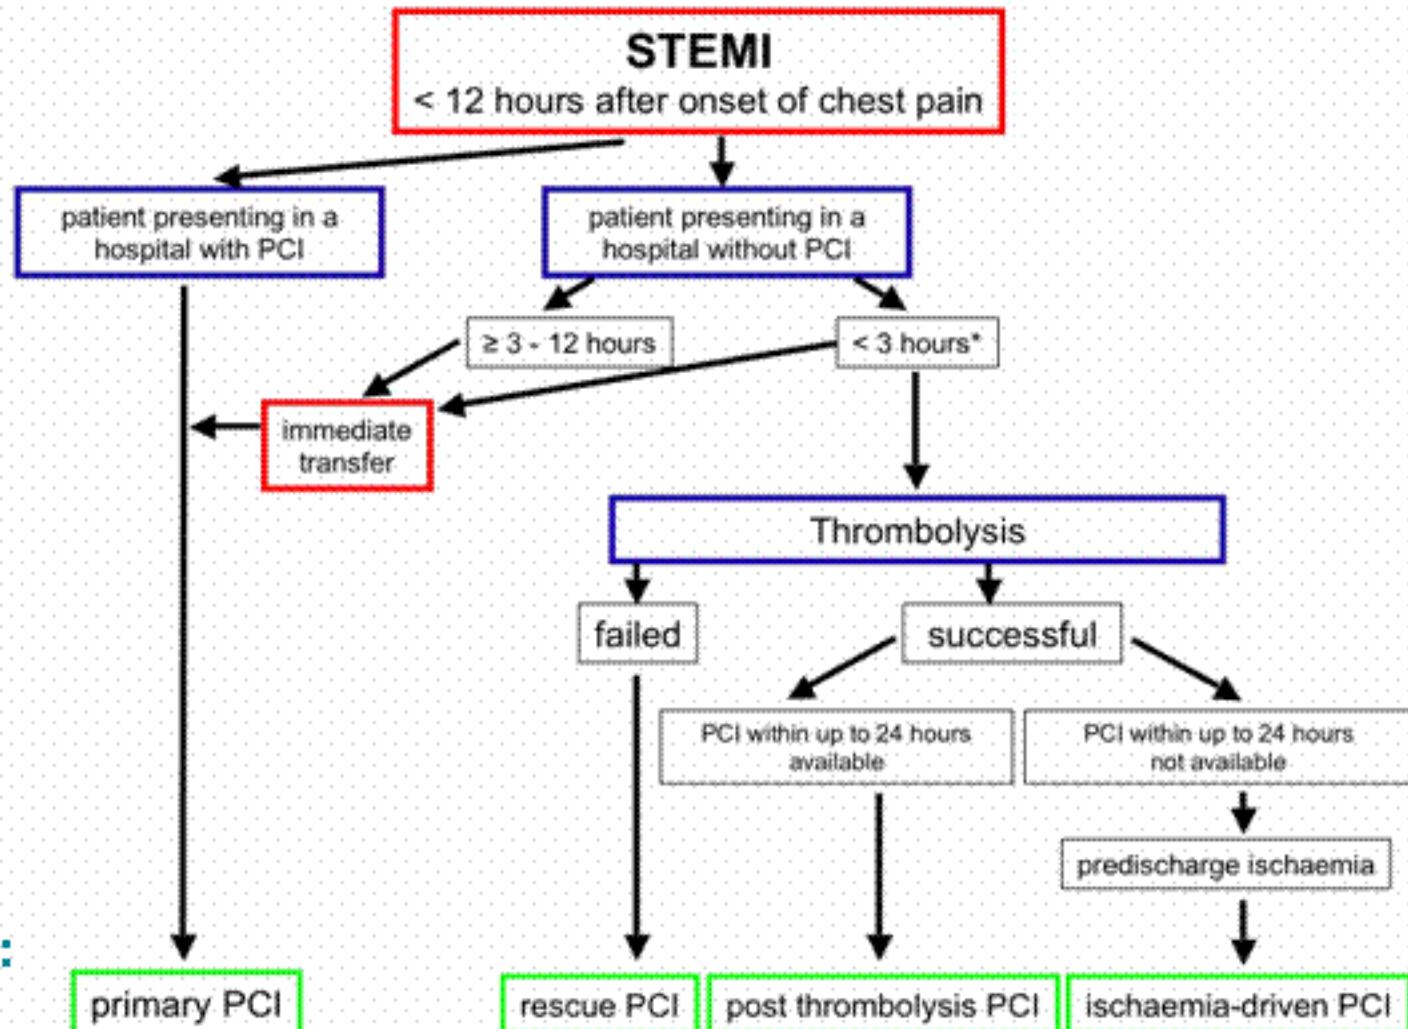 STEMI
< 12 hours after onset of chest pain
patient presenting in a
hospital with PCI
patient presenting in a
hospital without PCI
≥ 3 - 12 hours
< 3 hours*
immediate
transfer
Thrombolysis
failed
successful
PCI within up to 24 hours
available
PCI within up to 24 hours
not available
predischarge ischaemia
:
primary PCI
rescue PCI
post thrombolysis PCI
ischaemia-driven PCI